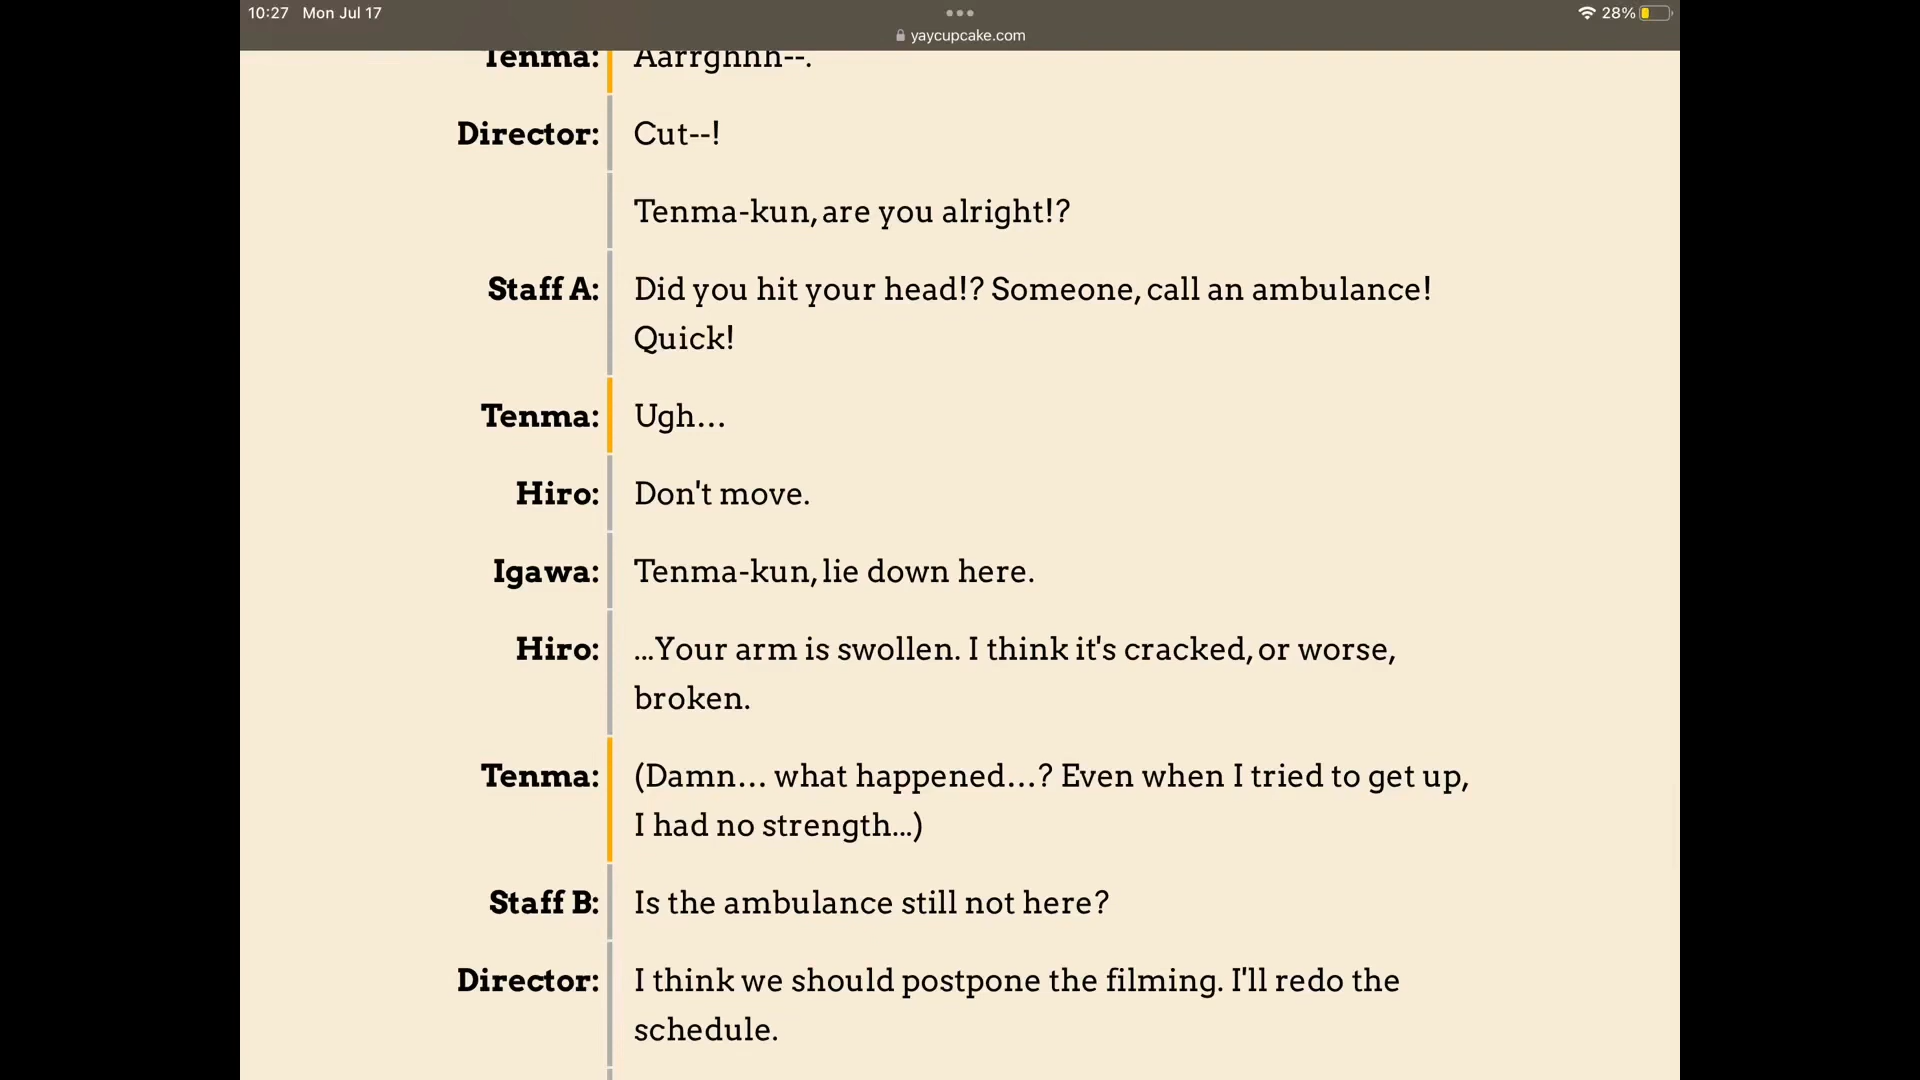 10:27 Mon Jul 17
28%
yaycupcake.com
Tenma: Aarrghhh--.
Director: Cut--!
Tenma-kun, are you alright!?
Staff A: Did you hit your head!? Someone, call an ambulance!
Quick!
Tenma: Ugh...
Hiro: Don't move.
Igawa: Tenma-kun, lie down here.
Hiro: ...Your arm is swollen. I think it's cracked, or worse,
broken.
Tenma: (Damn... what happened...? Even when I tried to get up,
I had no strength...)
Staff B: Is the ambulance still not here?
Director: I think we should postpone the filming. I'll redo the
schedule.